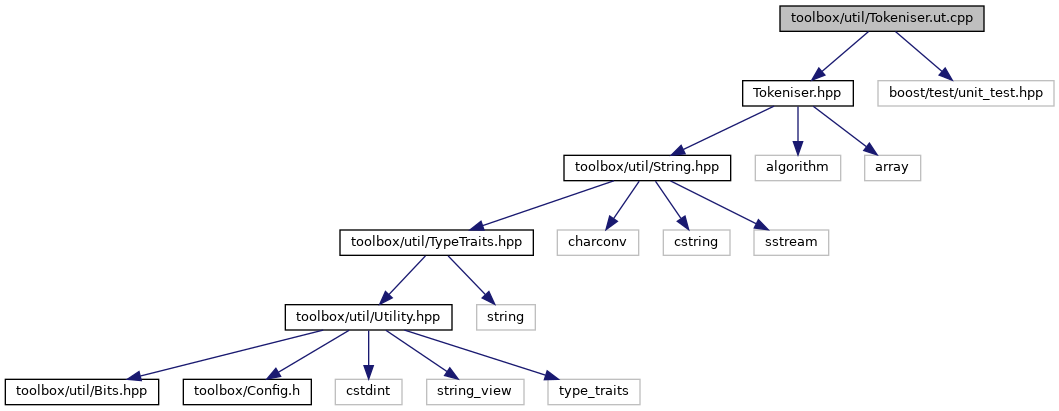 toolbox/util/Tokeniser.ut.cpp
Tokeniser.hpp
boost/test/unit_test.hpp
toolbox/util/String.hpp
algorithm
array
toolbox/util/TypeTraits.hpp
charconv
cstring
sstream
toolbox/util/Utility.hpp
string
toolbox/util/Bits.hpp
toolbox/Config.h
cstdint
string_view
type_traits